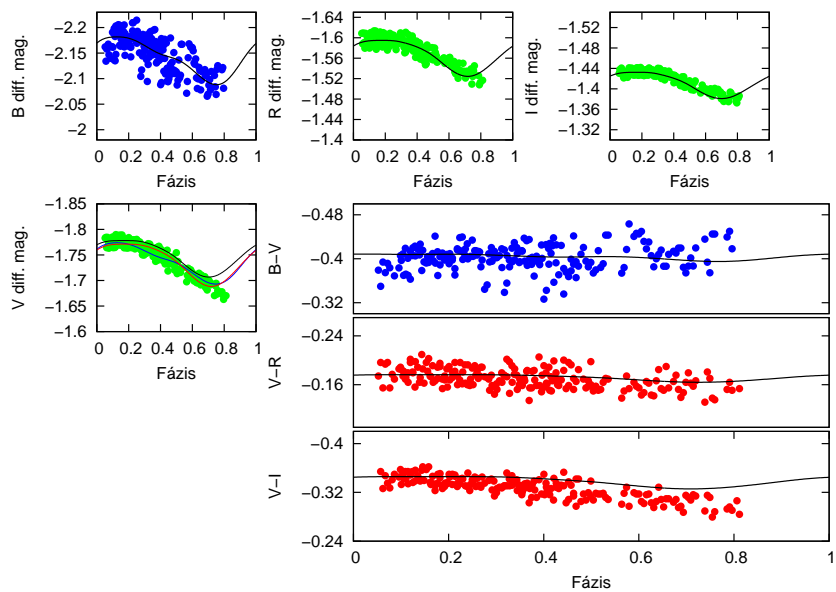 B diff. mag.
−2.2
−2.15
−2.1
−2.05
−2
0 0.2 0.4 0.6 0.8 1
Fázis
R diff. mag.
−1.64
−1.6
−1.56
−1.52
−1.48
−1.44
−1.4
0 0.2 0.4 0.6 0.8 1
Fázis
I diff. mag.
−1.52
−1.48
−1.44
−1.4
−1.36
−1.32
0 0.2 0.4 0.6 0.8 1
Fázis
V diff. mag.
−1.85
−1.8
−1.75
−1.7
−1.65
−1.6
0 0.2 0.4 0.6 0.8 1
Fázis
B−V
−0.48
−0.4
−0.32
V−R
−0.24
−0.16
V−I
−0.4
−0.32
−0.24
0 0.2 0.4 0.6 0.8 1
Fázis